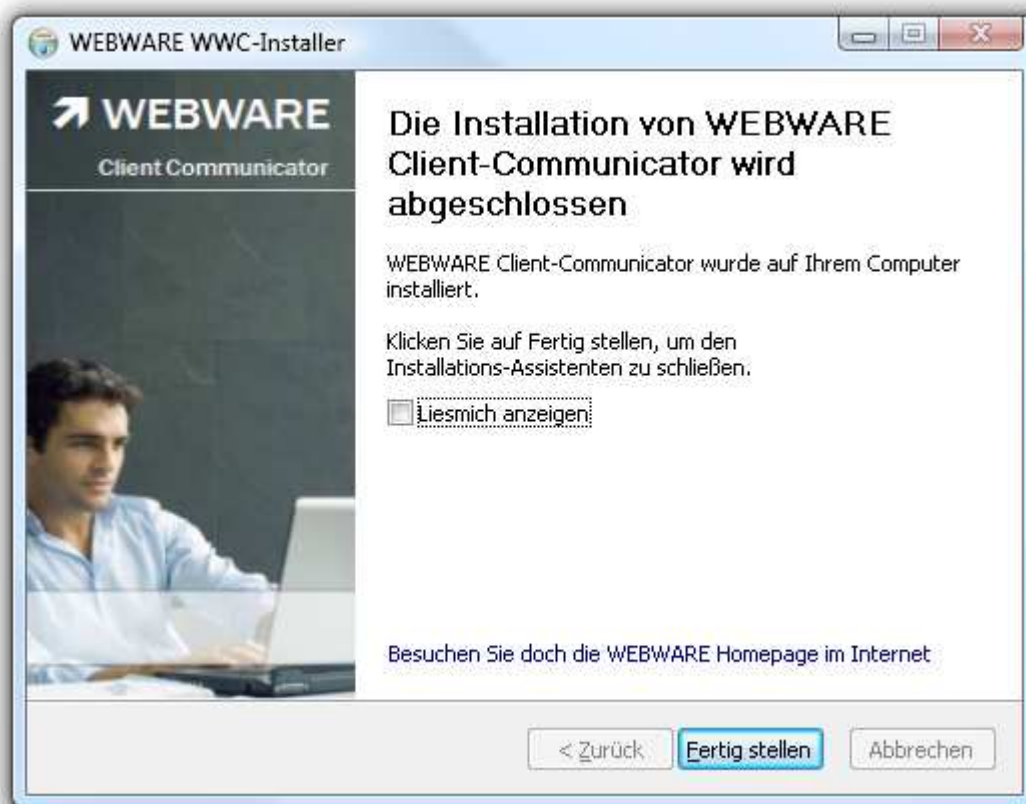 WEBWARE WWC-Installer
WEBWARE
Client Communicator
Die Installation von WEBWARE
Client-Communicator wird
abgeschlossen
WEBWARE Client-Communicator wurde auf Ihrem Computer
installiert.
Klicken Sie auf Fertig stellen, um den
Installations-Assistenten zu schließen.
Liesmich anzeigen
Besuchen Sie doch die WEBWARE Homepage im Internet
< Zurück
Fertig stellen
Abbrechen